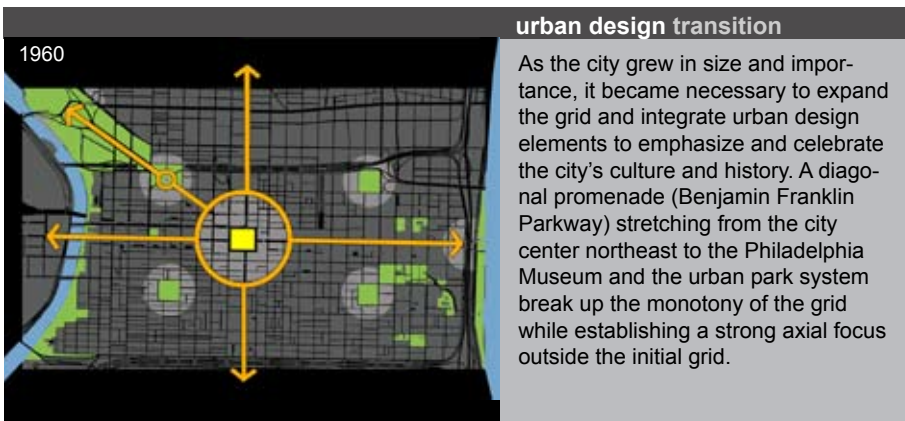 urban design transition
1960
As the city grew in size and impor-
tance, it became necessary to expand
the grid and integrate urban design
elements to emphasize and celebrate
the city's culture and history. A diago-
nal promenade (Benjamin Franklin
Parkway) stretching from the city
center northeast to the Philadelphia
Museum and the urban park system
break up the monotony of the grid
while establishing a strong axial focus
outside the initial grid.